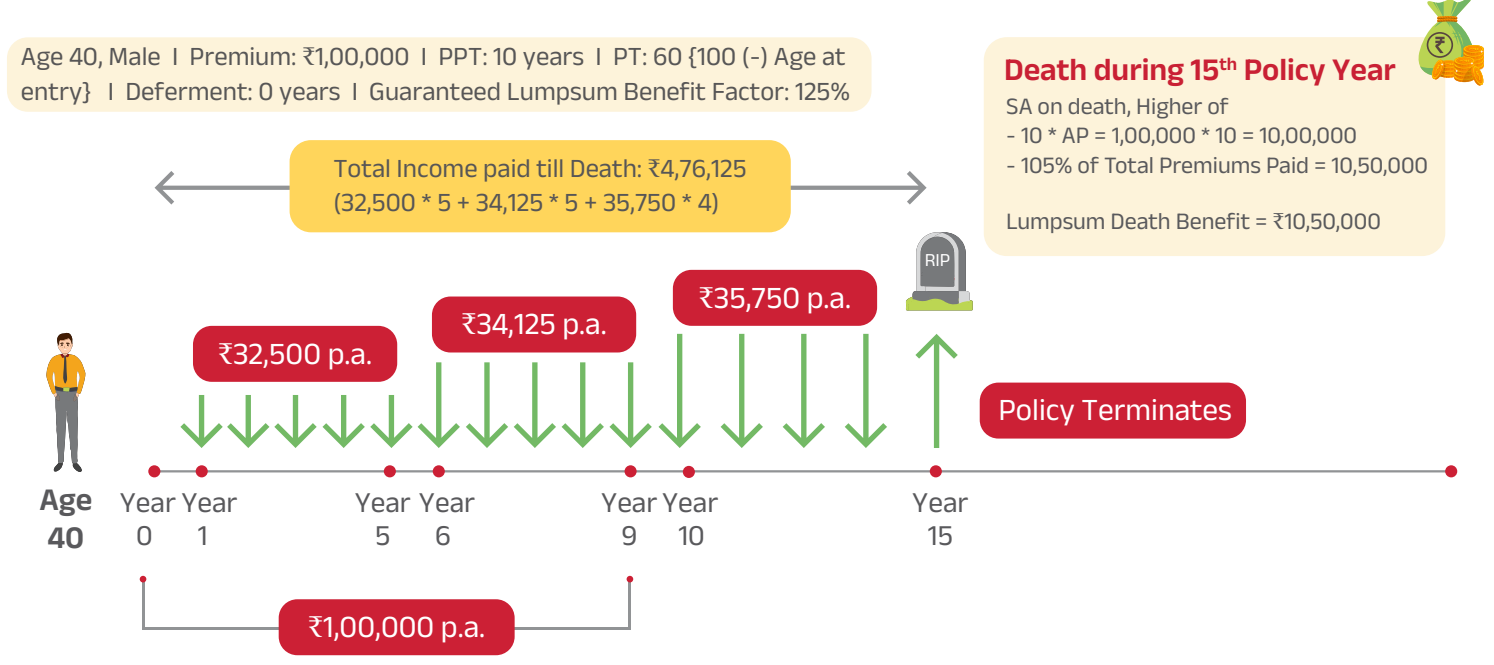 Age 40, Male I Premium: ₹1,00,000 I PPT: 10 years I PT: 60 {100 (-) Age at
entry} I Deferment: 0 years I Guaranteed Lumpsum Benefit Factor: 125%
₹
Death during 15th Policy Year
SA on death, Higher of
- 10 * AP = 1,00,000 * 10 = 10,00,000
- 105% of Total Premiums Paid = 10,50,000
Lumpsum Death Benefit = ₹10,50,000
Total Income paid till Death: ₹4,76,125
(32,500 * 5 + 34,125 * 5 + 35,750 * 4)
RIP
₹35,750 p.a.
₹34,125 p.a.
₹32,500 p.a.
Policy Terminates
Age
40
Year
0
Year
1
Year
5
Year
6
Year
9
Year
10
Year
15
₹1,00,000 p.a.